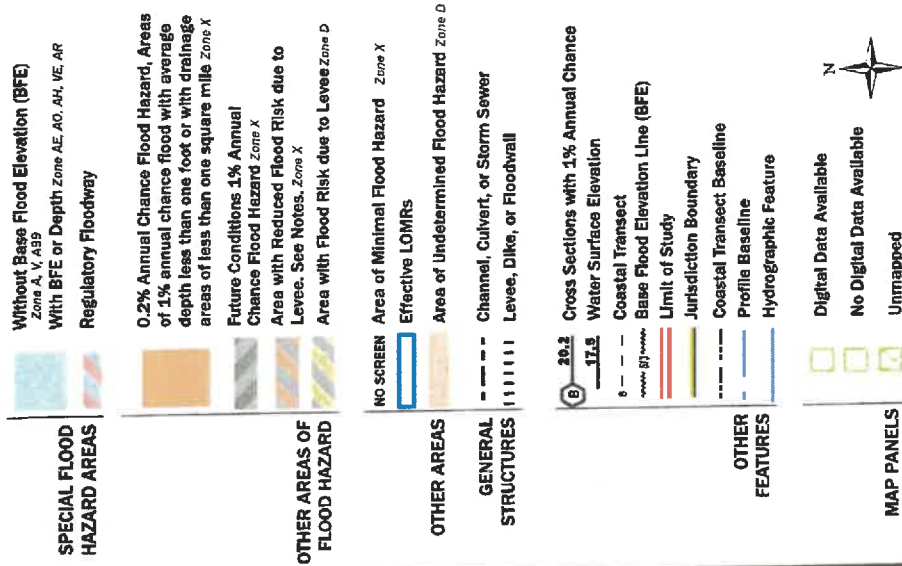 SPECIAL FLOOD
HAZARD AREAS
Without Base Flood Elevation (BFE)
Zone A, V, A99
With BFE or Depth Zone AE, AO, AH, VE, AR
Regulatory Floodway
OTHER AREAS OF
FLOOD HAZARD
0.2% Annual Chance Flood Hazard, Areas
of 1% annual chance flood with average
depth less than one foot or with drainage
areas of less than one square mile Zone X
Future Conditions 1% Annual
Chance Flood Hazard Zone X
Area with Reduced Flood Risk due to
Levee. See Notes. Zone X
Area with Flood Risk due to Levee Zone D
OTHER AREAS
NO SCREEN Area of Minimal Flood Hazard Zone X
Effective LOMRs
Area of Undetermined Flood Hazard Zone D
GENERAL
STRUCTURES
Channel, Culvert, or Storm Sewer
Levee, Dike, or Floodwall
B 20.2 Cross Sections with 1% Annual Chance
17.5 Water Surface Elevation
8 Coastal Transect
513 Base Flood Elevation Line (BFE)
Limit of Study
Jurisdiction Boundary
Coastal Transect Baseline
OTHER
FEATURES
Profile Baseline
Hydrographic Feature
MAP PANELS
Digital Data Available
No Digital Data Available
Unmapped
N